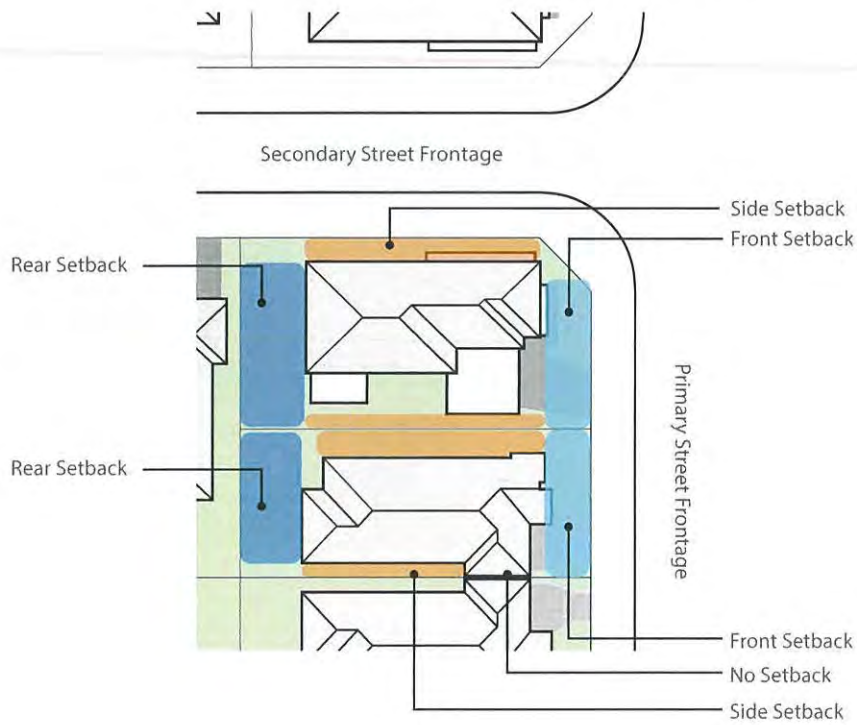 Secondary Street Frontage
Side Setback
Front Setback
Rear Setback
Primary Street Frontage
Rear Setback
Front Setback
No Setback
Side Setback